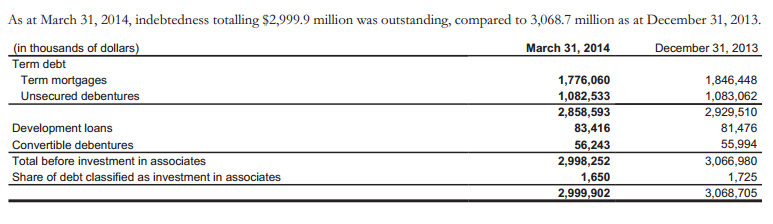 As at March 31, 2014, indebtedness totalling $2,999.9 million was outstanding, compared to 3,068.7 million as at December 31, 2013.
(in thousands of dollars) March 31, 2014 December 31, 2013
Term debt
Term mortgages 1,776,060 1,846,448
Unsecured debentures 1,082,533 1,083,062
2,858,593 2,929,510
Development loans 83,416 81,476
Convertible debentures 56,243 55,994
Total before investment in associates 2,998,252 3,066,980
Share of debt classified as investment in associates 1,650 1,725
2,999,902 3,068,705